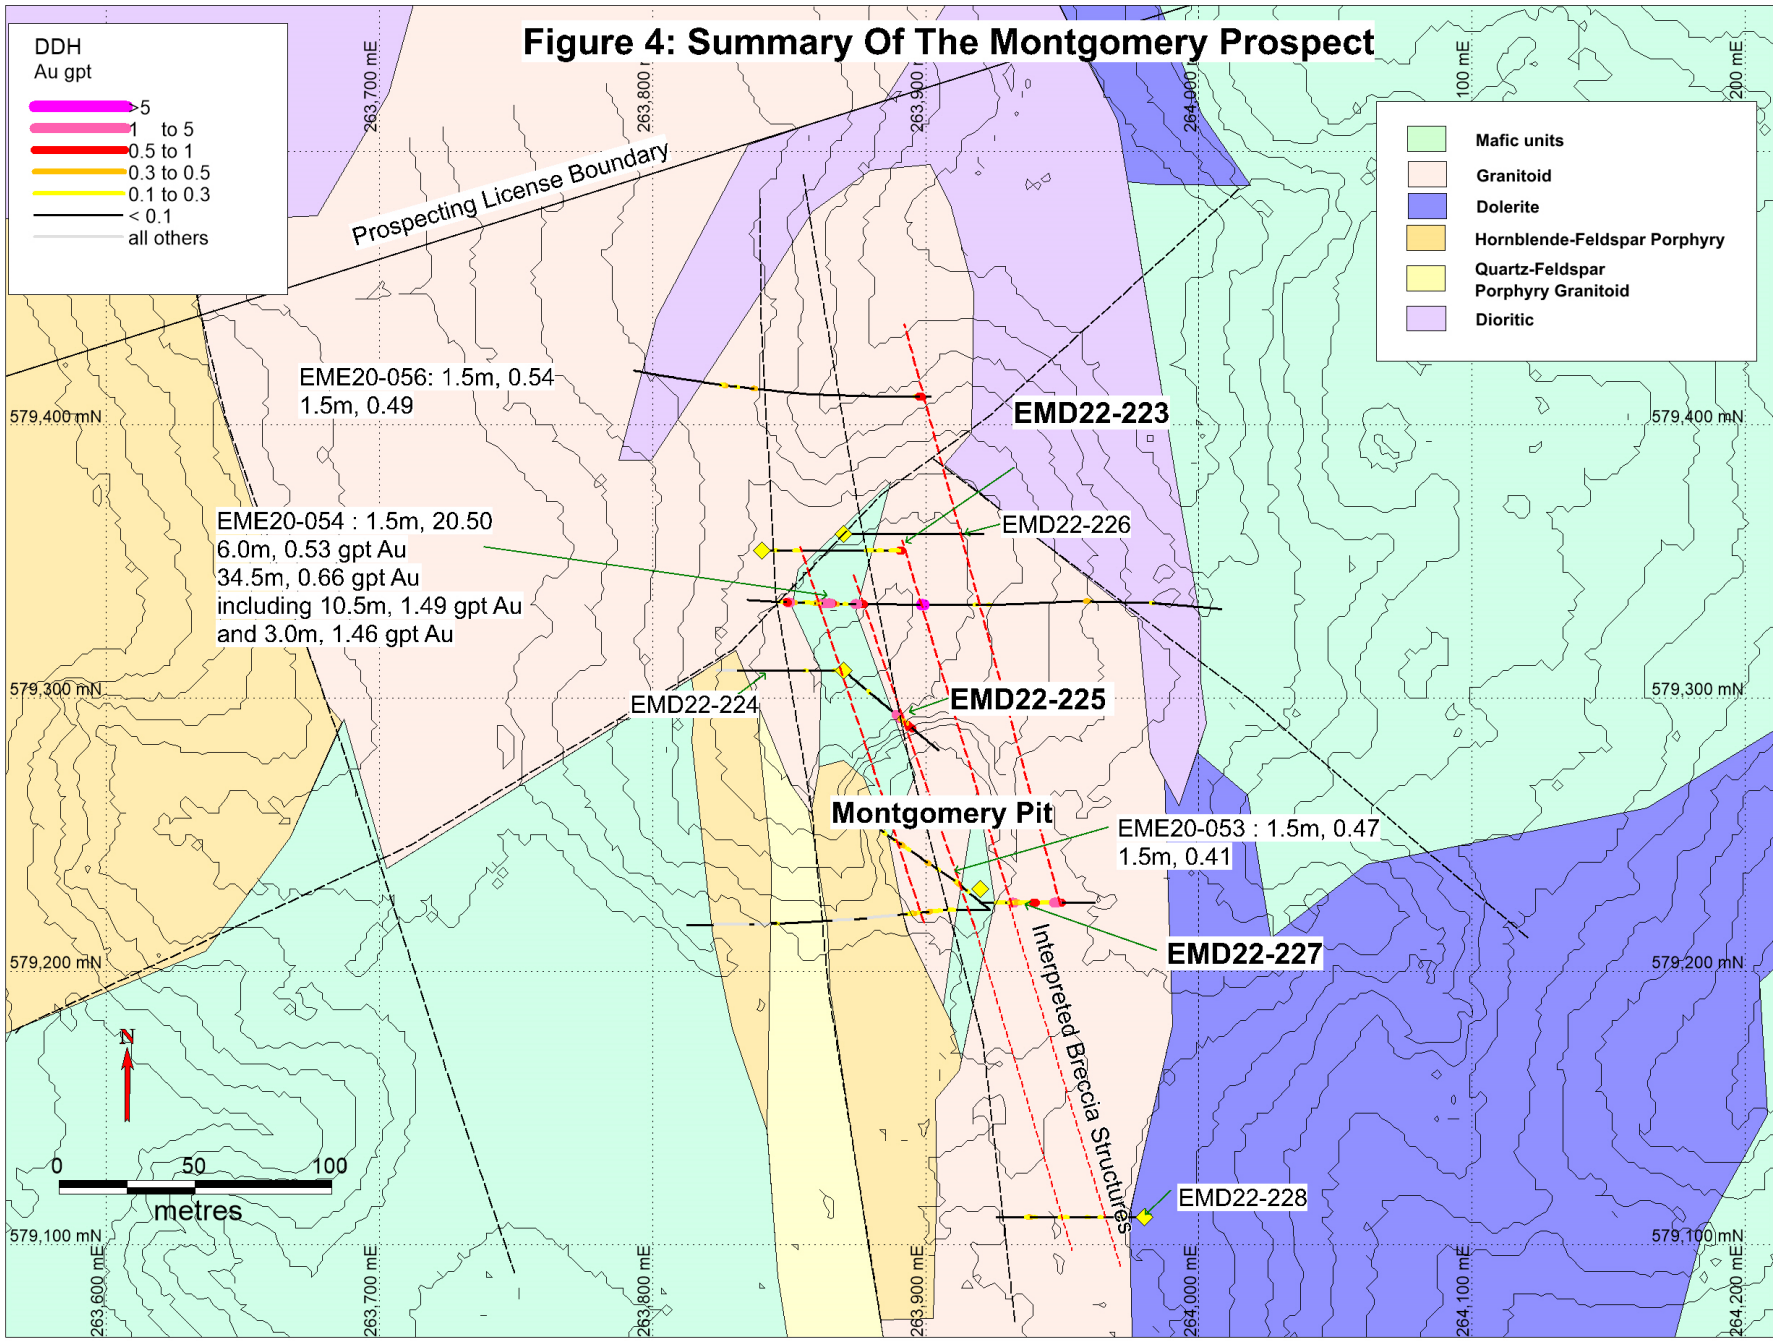 Figure 4: Summary Of The Montgomery Prospect
DDH
Au gpt
>5
1 to 5
0.5 to 1
0.3 to 0.5
0.1 to 0.3
< 0.1
all others
263,700 mE
263,800 m
263,900 m
264,000 mE
100 mE
200 mE
Mafic units
Granitoid
Dolerite
Hornblende-Feldspar Porphyry
Quartz-Feldspar
Porphyry Granitoid
Dioritic
Prospecting License Boundary
EME20-056: 1.5m, 0.54
1.5m, 0.49
579,400 mN
579,400 mN
EMD22-223
EME20-054 : 1.5m, 20.50
6.0m, 0.53 gpt Au
34.5m, 0.66 gpt Au
including 10.5m, 1.49 gpt Au
and 3.0m, 1.46 gpt Au
EMD22-226
579,300 mN
579,300 mN
EMD22-224
EMD22-225
Montgomery Pit
EME20-053 : 1.5m, 0.47
1.5m, 0.41
EMD22-227
579,200 mN
579,200 mN
Interpreted Breccia Structures
N
0 50 100
metres
EMD22-228
579,100 mN
579,100 mN
263,600 mE
263,700 mE
263,800 mE
263,900 mE
264,000 mE
264,100 mE
264,200 mE